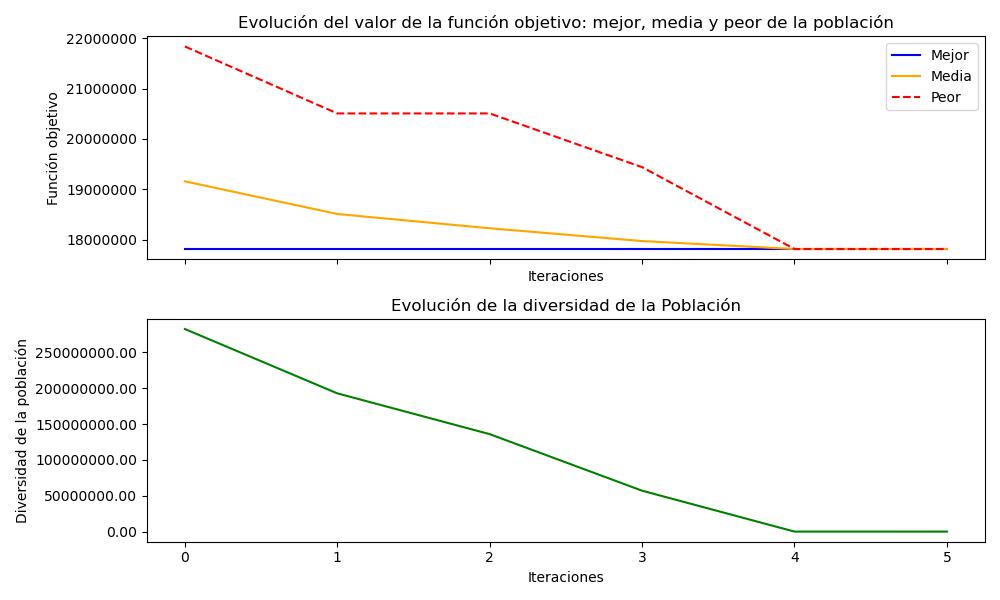 Evolución del valor de la función objetivo: mejor, media y peor de la población
22000000
21000000
20000000
19000000
18000000
Función objetivo
Mejor
Media
Peor
Iteraciones
Evolución de la diversidad de la Población
250000000.00
200000000.00
150000000.00
100000000.00
50000000.00
0.00
Diversidad de la población
0 1 2 3 4 5
Iteraciones